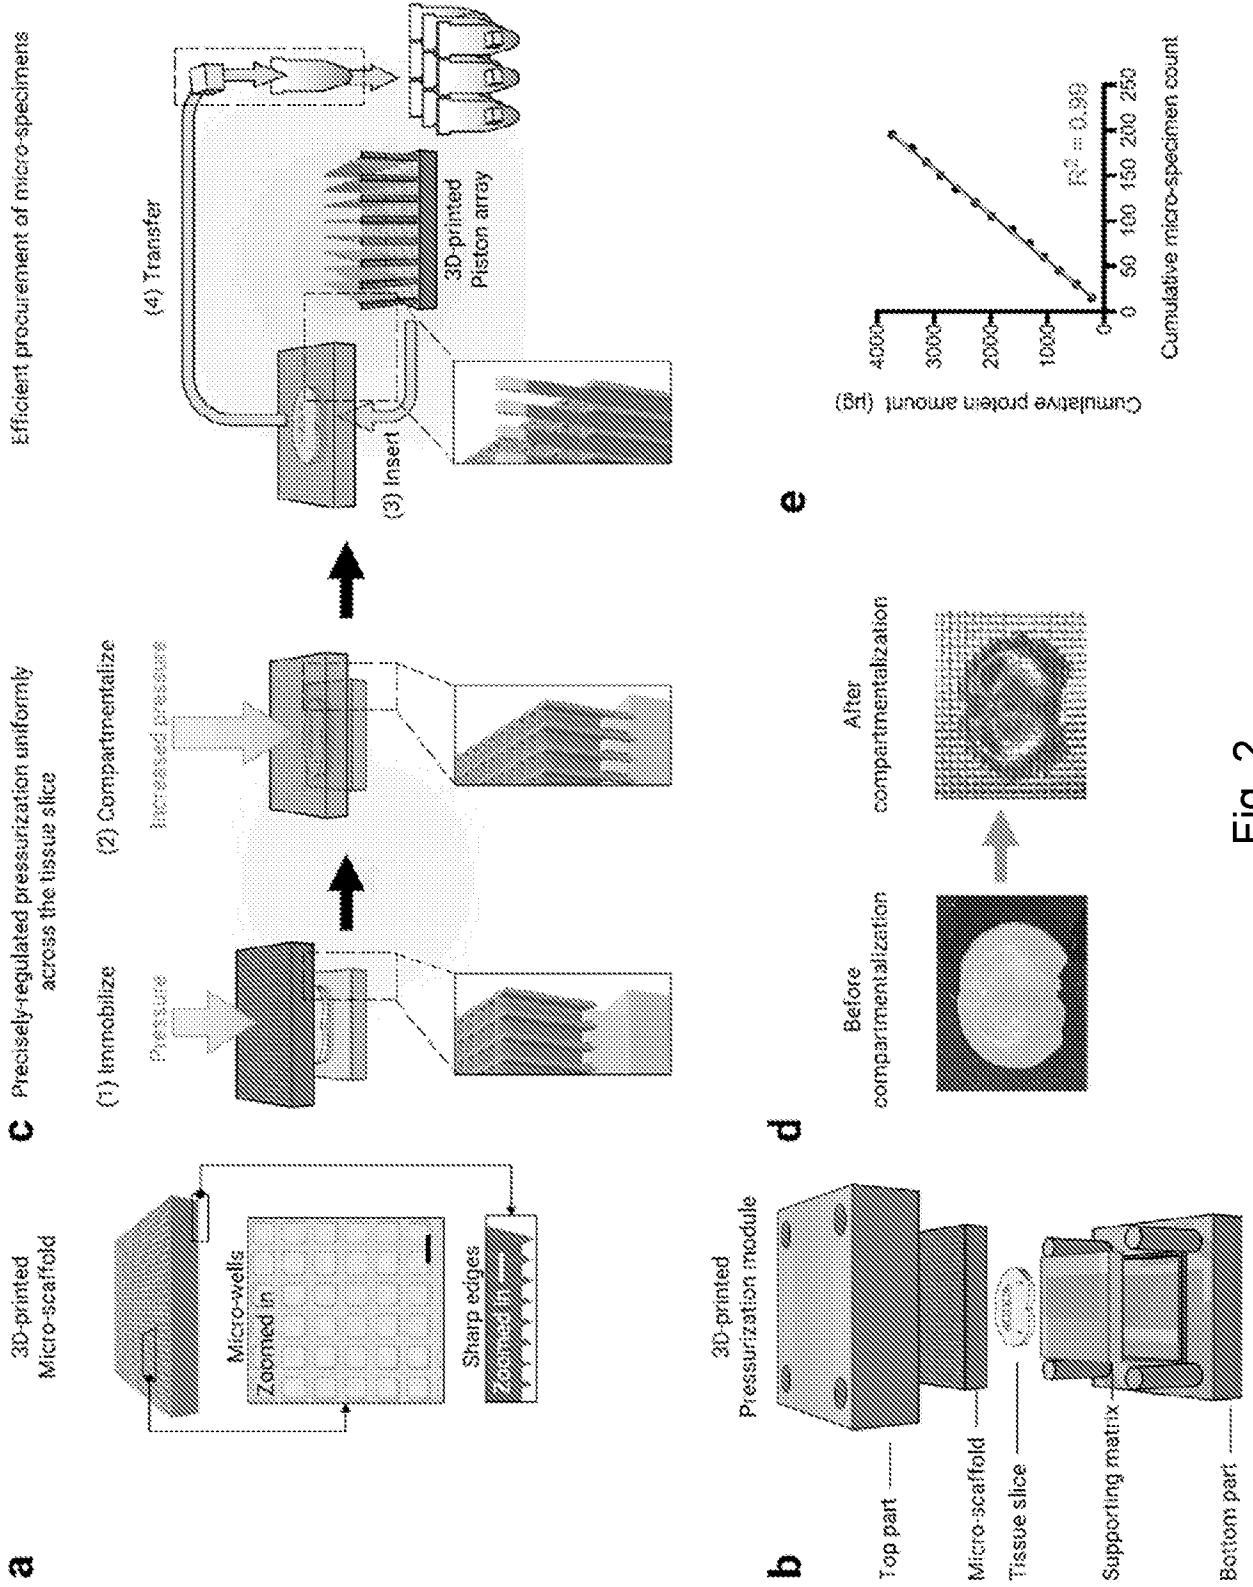 a
3D-printed
Micro-scaffold
Micro-wells
Zoomed in
Sharp edges
Zoomed in
b
3D-printed
Pressurization module
Top part
Micro-scaffold
Tissue slice
Supporting matrix
Bottom part
c
Precisely-regulated pressurization uniformly
across the tissue slice
(1) Immobilize
Pressure
(2) Compartmentalize
Increased pressure
Efficient procurement of micro-specimens
(3) Insert
(4) Transfer
3D-printed
Piston array
d
Before
compartmentalization
After
compartmentalization
e
Cumulative protein amount (µg)
4000
3000
2000
1000
0
0 50 100 150 200 250
R² = 0.99
Cumulative micro-specimen count
Fig. 2